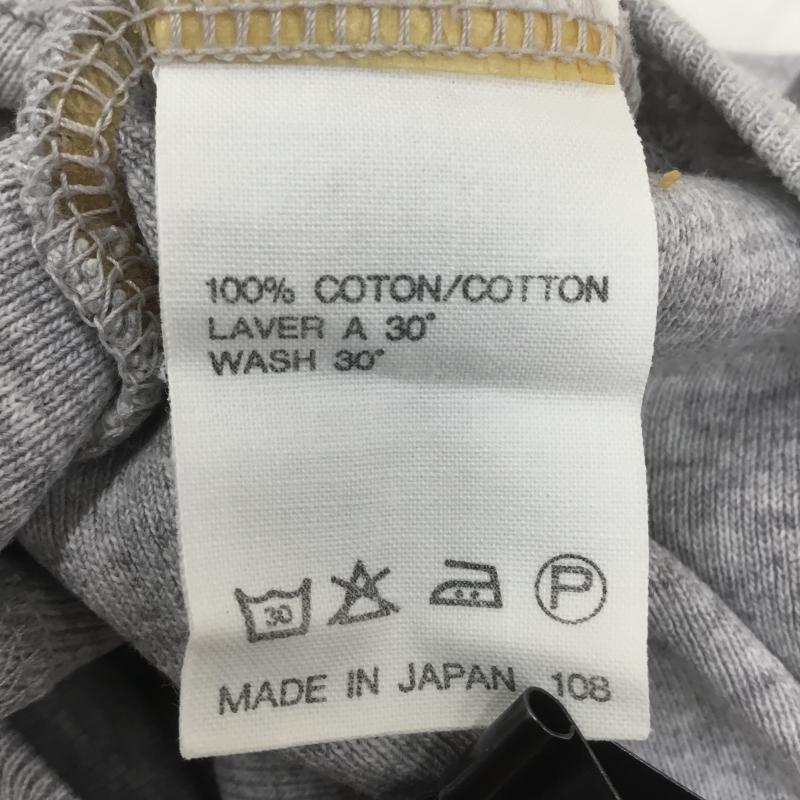 100% COTON/COTTON
LAVER A 30°
WASH 30°
30 P
MADE IN JAPAN 108